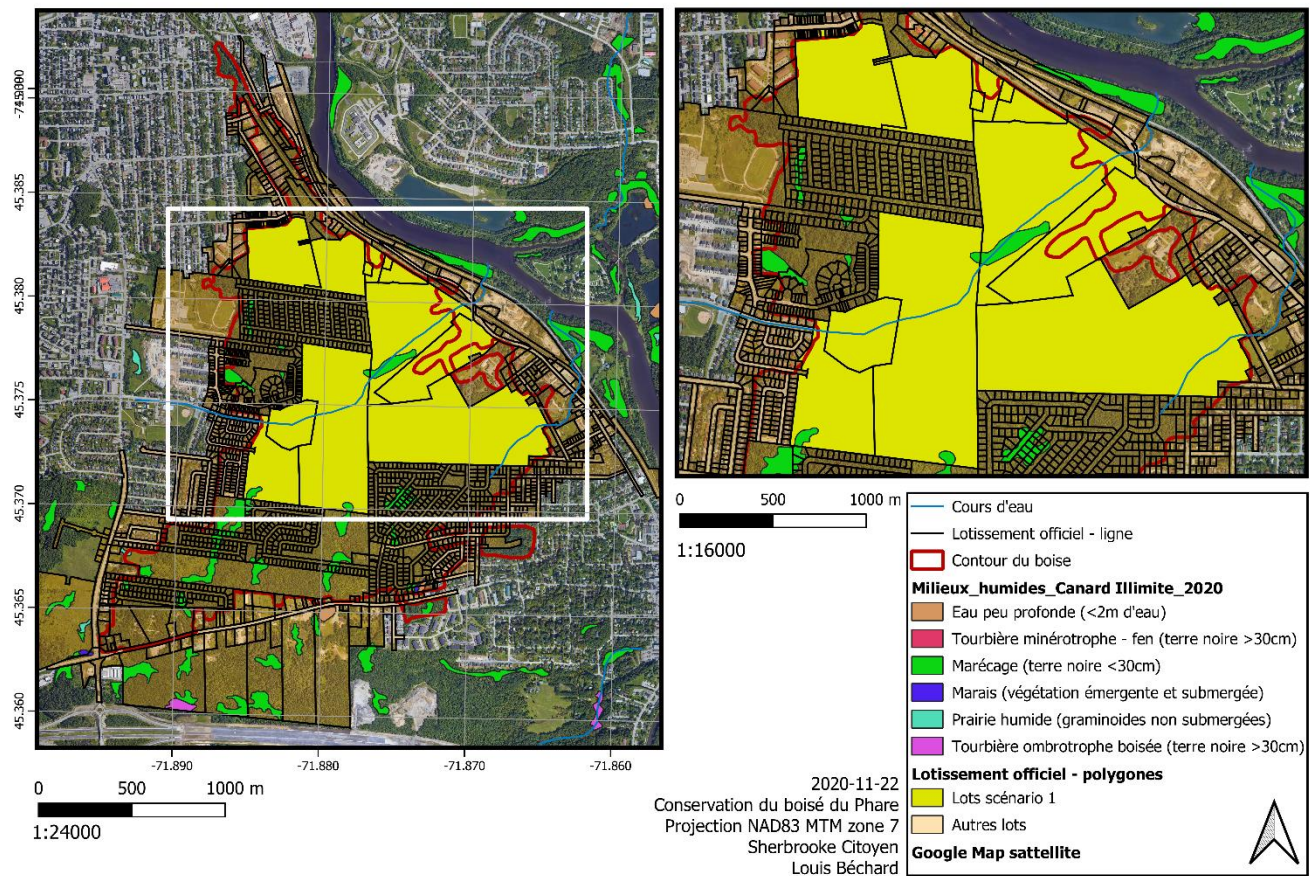 -71.9000
45.390
45.385
45.380
45.375
45.370
45.365
45.360
-71.890
-71.880
-71.870
-71.860
0
500
1000 m
1:24000
0
500
1000 m
1:16000
2020-11-22
Conservation du boisé du Phare
Projection NAD83 MTM zone 7
Sherbrooke Citoyen
Louis Béchard
Cours d'eau
Lotissement officiel - ligne
Contour du boise
Milieux_humides_Canard Illimite_2020
Eau peu profonde (<2m d'eau)
Tourbière minérotrophe - fen (terre noire >30cm)
Marécage (terre noire <30cm)
Marais (végétation émergente et submergée)
Prairie humide (graminoides non submergées)
Tourbière ombrotrophe boisée (terre noire >30cm)
Lotissement officiel - polygones
Lots scénario 1
Autres lots
Google Map sattellite